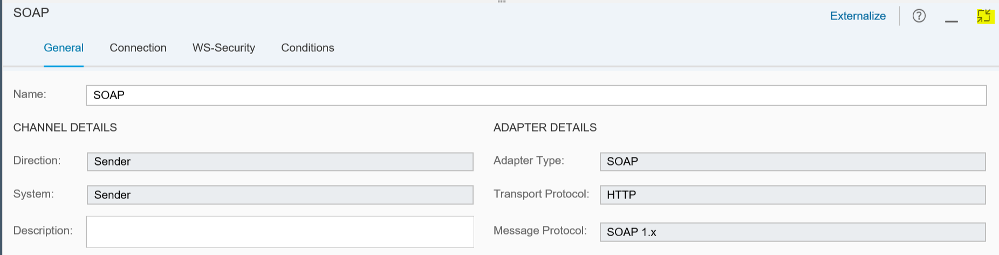 SOAP
Externalize
General Connection WS-Security Conditions
Name: SOAP
CHANNEL DETAILS ADAPTER DETAILS
Direction: Sender Adapter Type: SOAP
System: Sender Transport Protocol: HTTP
Description: Message Protocol: SOAP 1.x